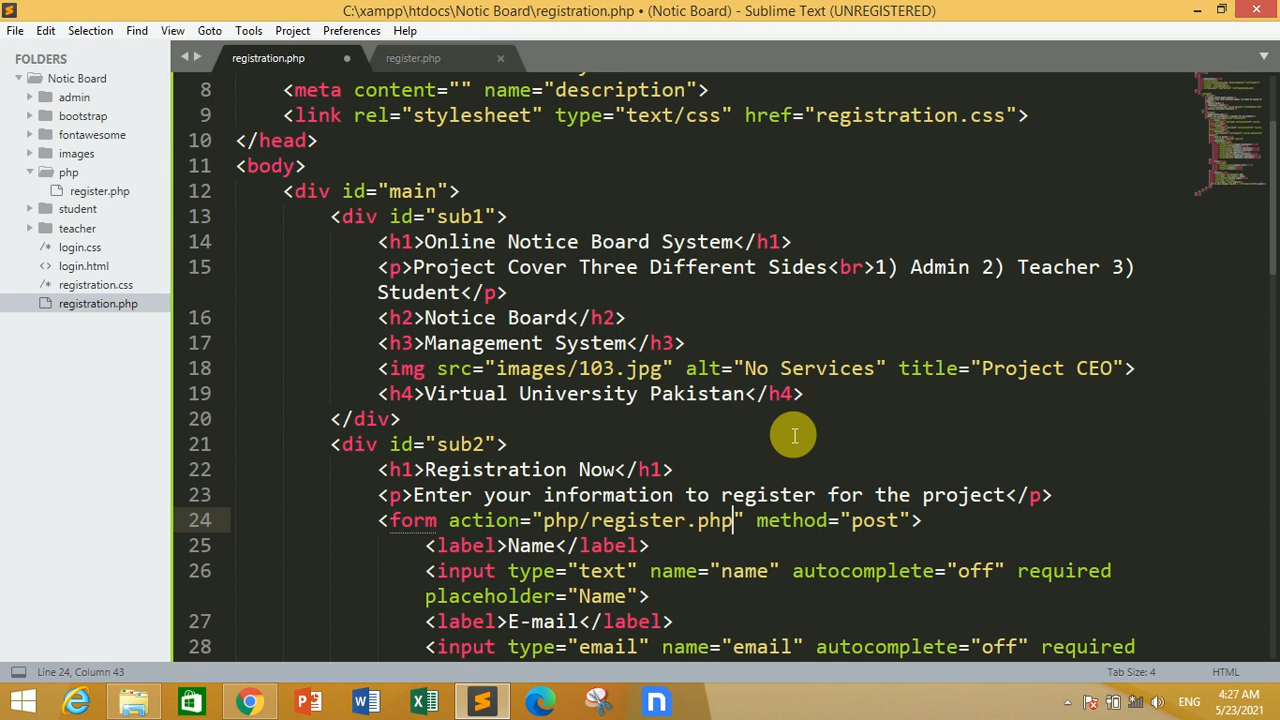 C:\xampp\htdocs\Notic Board\registration.php • (Notic Board) - Sublime Text (UNREGISTERED)
File Edit Selection Find View Goto Tools Project Preferences Help
FOLDERS
Notic Board
admin
bootstrap
fontawesome
images
php
register.php
student
teacher
login.css
login.html
registration.css
registration.php
registration.php register.php
8 <meta content="" name="description">
9 <link rel="stylesheet" type="text/css" href="registration.css">
10 </head>
11 <body>
12 <div id="main">
13 <div id="sub1">
14 <h1>Online Notice Board System</h1>
15 <p>Project Cover Three Different Sides<br>1) Admin 2) Teacher 3)
Student</p>
16 <h2>Notice Board</h2>
17 <h3>Management System</h3>
18 <img src="images/103.jpg" alt="No Services" title="Project CEO">
19 <h4>Virtual University Pakistan</h4>
20 </div>
21 <div id="sub2">
22 <h1>Registration Now</h1>
23 <p>Enter your information to register for the project</p>
24 <form action="php/register.php" method="post">
25 <label>Name</label>
26 <input type="text" name="name" autocomplete="off" required
placeholder="Name">
27 <label>E-mail</label>
28 <input type="email" name="email" autocomplete="off" required
Line 24, Column 43 Tab Size: 4 HTML
ENG 4:27 AM
5/23/2021